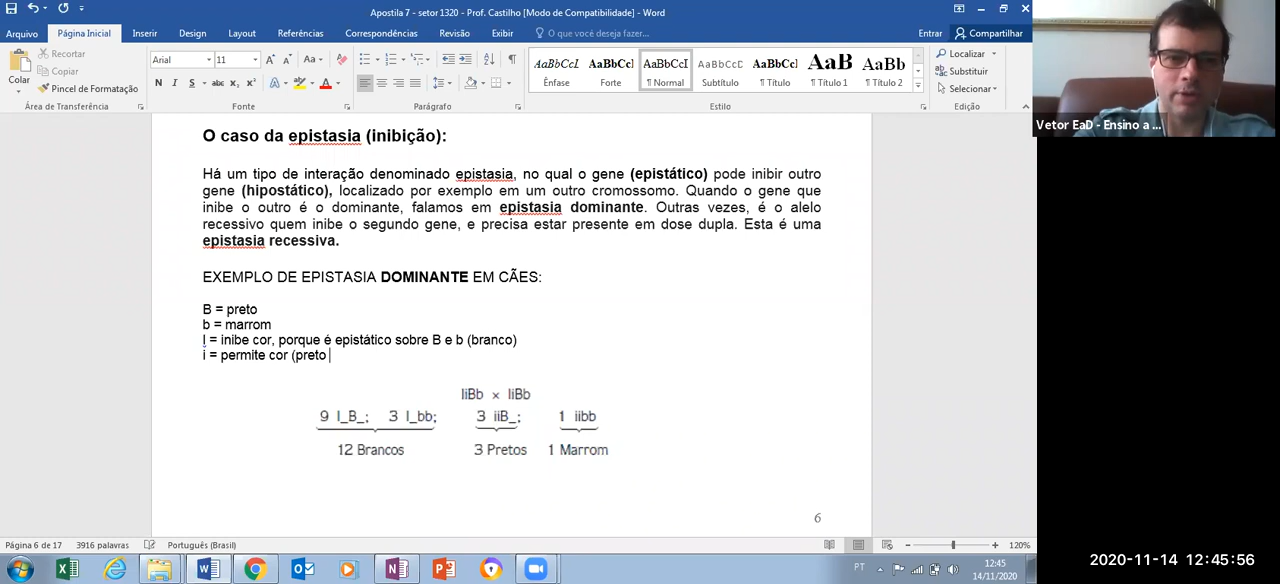 Apostila 7 - setor 1320 - Prof. Castilho [Modo de Compatibilidade] - Word
Arquivo Página Inicial Inserir Design Layout Referências Correspondências Revisão Exibir O que você deseja fazer... Entrar Compartilhar
Colar
Recortar
Copiar
Pincel de Formatação
Área de Transferência
Arial 11
N I S abc x₂ x²
Fonte
Parágrafo
AaBbCcI AaBbCcI AaBbCcI AaBbCcC AaBbCcI AaB AaBb
Ênfase Forte ¶ Normal Subtítulo ¶ Título ¶ Título 1 ¶ Título 2
Estilo
Localizar
Substituir
Selecionar
Edição
Vetor EaD - Ensino a ...
O caso da epistasia (inibição):
Há um tipo de interação denominado epistasia, no qual o gene (epistático) pode inibir outro
gene (hipostático), localizado por exemplo em um outro cromossomo. Quando o gene que
inibe o outro é o dominante, falamos em epistasia dominante. Outras vezes, é o alelo
recessivo quem inibe o segundo gene, e precisa estar presente em dose dupla. Esta é uma
epistasia recessiva.
EXEMPLO DE EPISTASIA DOMINANTE EM CÃES:
B = preto
b = marrom
I = inibe cor, porque é epistático sobre B e b (branco)
i = permite cor (preto
IiBb × IiBb
9 I_B_; 3 I_bb; 3 iiB_; 1 iibb
12 Brancos 3 Pretos 1 Marrom
6
Página 6 de 17 3916 palavras Português (Brasil) 120%
PT 12:45
14/11/2020
2020-11-14 12:45:56